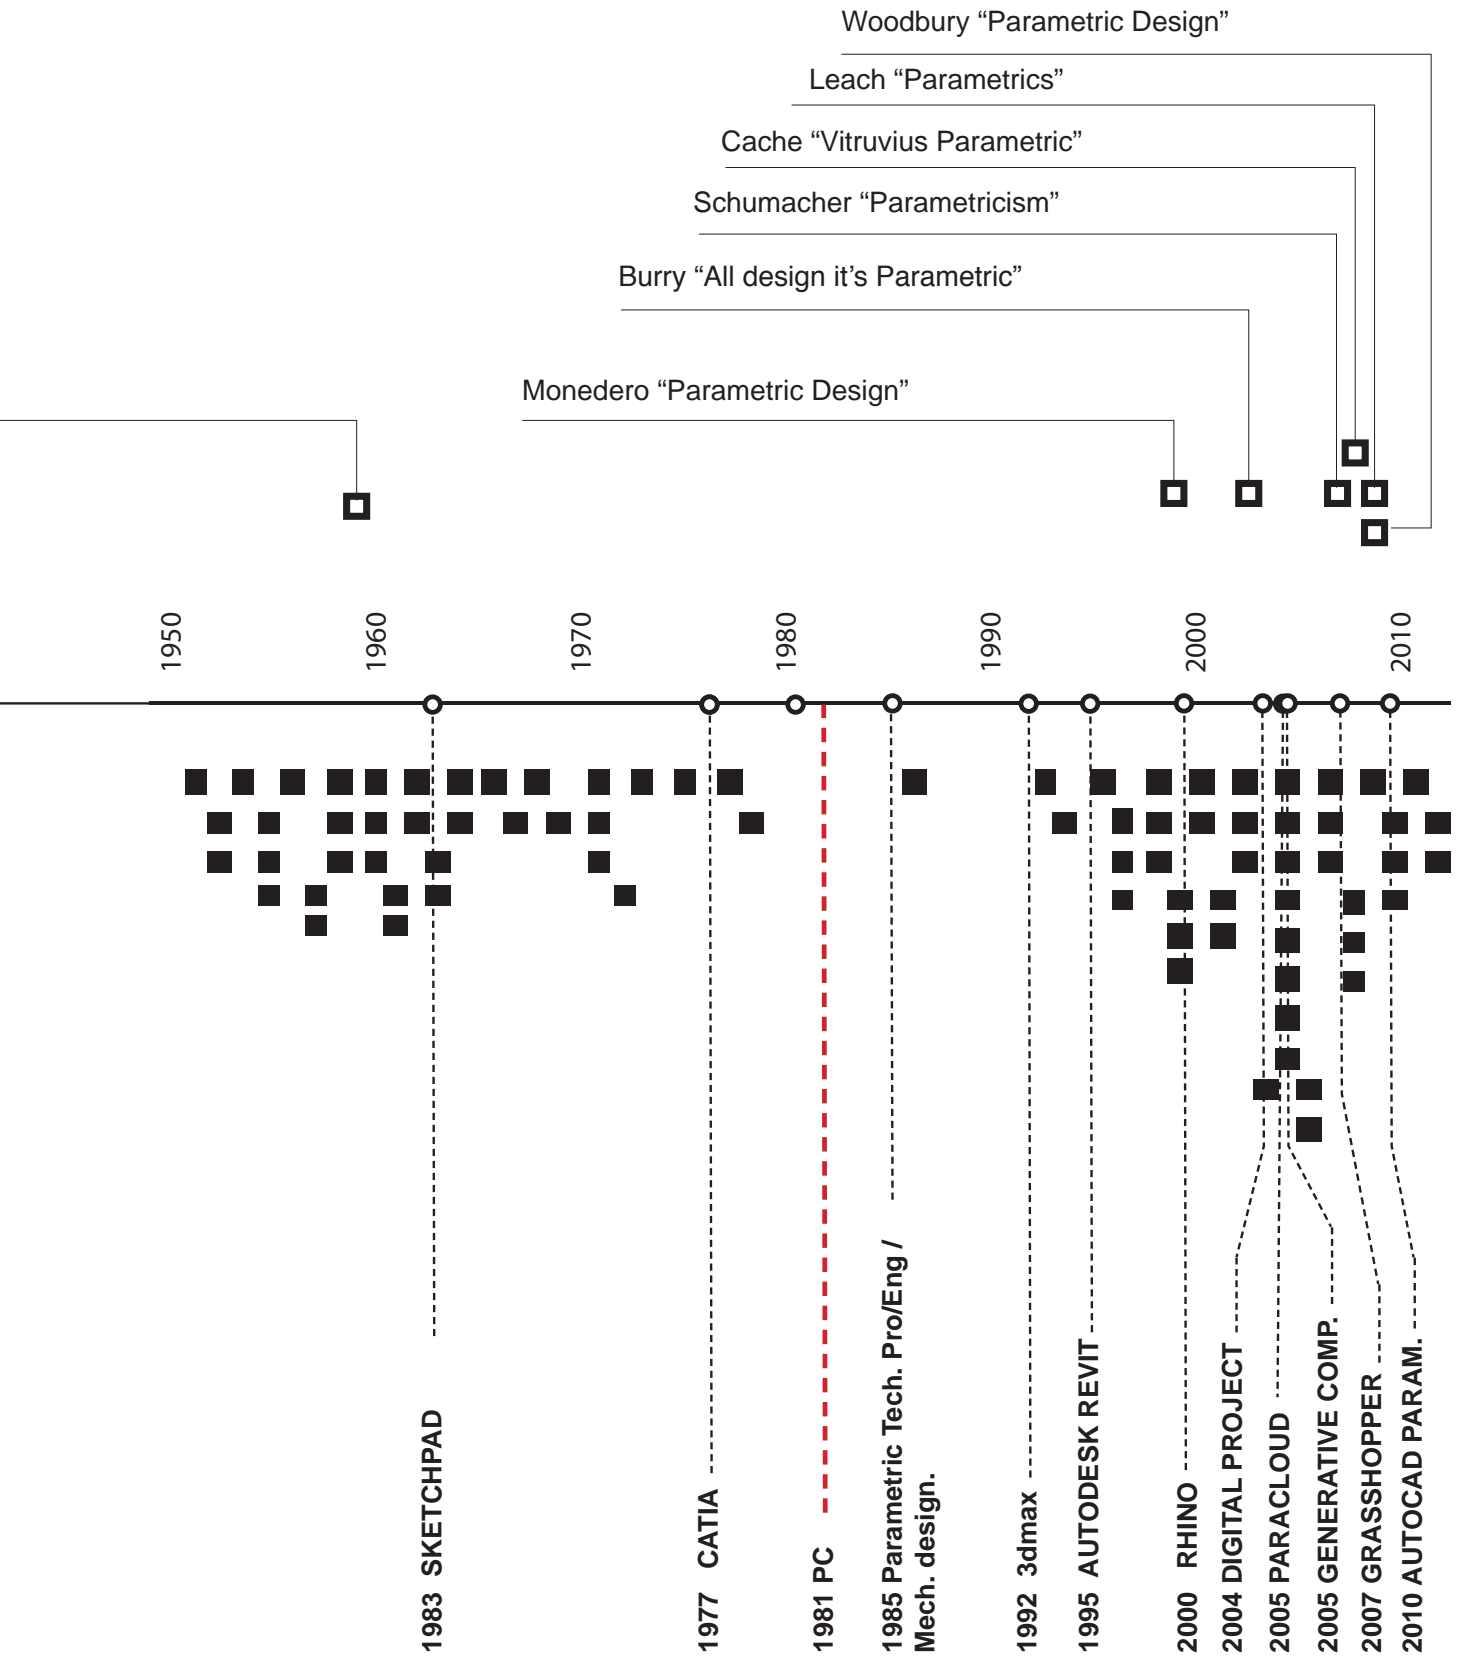 Woodbury “Parametric Design”
Leach “Parametrics”
Cache “Vitruvius Parametric”
Schumacher “Parametricism”
Burry “All design it’s Parametric”
Monedero “Parametric Design”
1950
1960
1970
1980
1990
2000
2010
1983 SKETCHPAD
1977 CATIA
1981 PC
1985 Parametric Tech. Pro/Eng /
Mech. design.
1992 3dmax
1995 AUTODESK REVIT
2000 RHINO
2004 DIGITAL PROJECT
2005 PARACLOUD
2005 GENERATIVE COMP.
2007 GRASSHOPPER
2010 AUTOCAD PARAM.